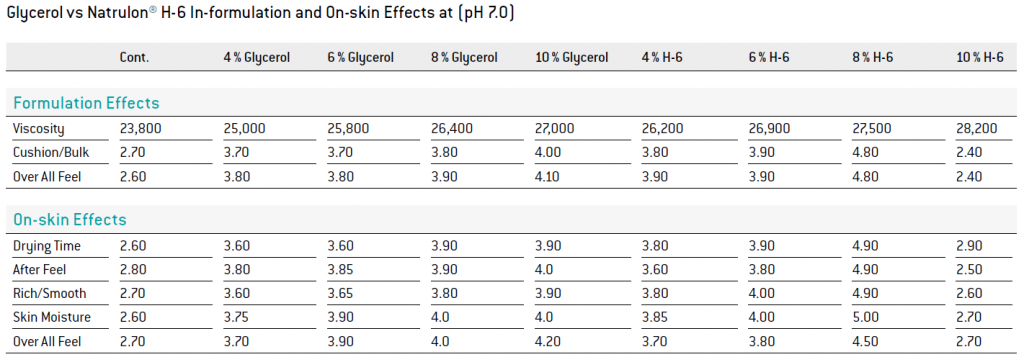 Glycerol vs Natrulon® H-6 In-formulation and On-skin Effects at (pH 7.0)
Cont. 4 % Glycerol 6 % Glycerol 8 % Glycerol 10 % Glycerol 4 % H-6 6 % H-6 8 % H-6 10 % H-6
Formulation Effects
Viscosity 23,800 25,000 25,800 26,400 27,000 26,200 26,900 27,500 28,200
Cushion/Bulk 2.70 3.70 3.70 3.80 4.00 3.80 3.90 4.80 2.40
Over All Feel 2.60 3.80 3.80 3.90 4.10 3.90 3.90 4.80 2.40
On-skin Effects
Drying Time 2.60 3.60 3.60 3.90 3.90 3.80 3.90 4.90 2.90
After Feel 2.80 3.80 3.85 3.90 4.0 3.60 3.80 4.90 2.50
Rich/Smooth 2.70 3.60 3.65 3.80 3.90 3.80 4.00 4.90 2.60
Skin Moisture 2.60 3.75 3.90 4.0 4.0 3.85 4.00 5.00 2.70
Over All Feel 2.70 3.70 3.90 4.0 4.20 3.70 3.80 4.50 2.70